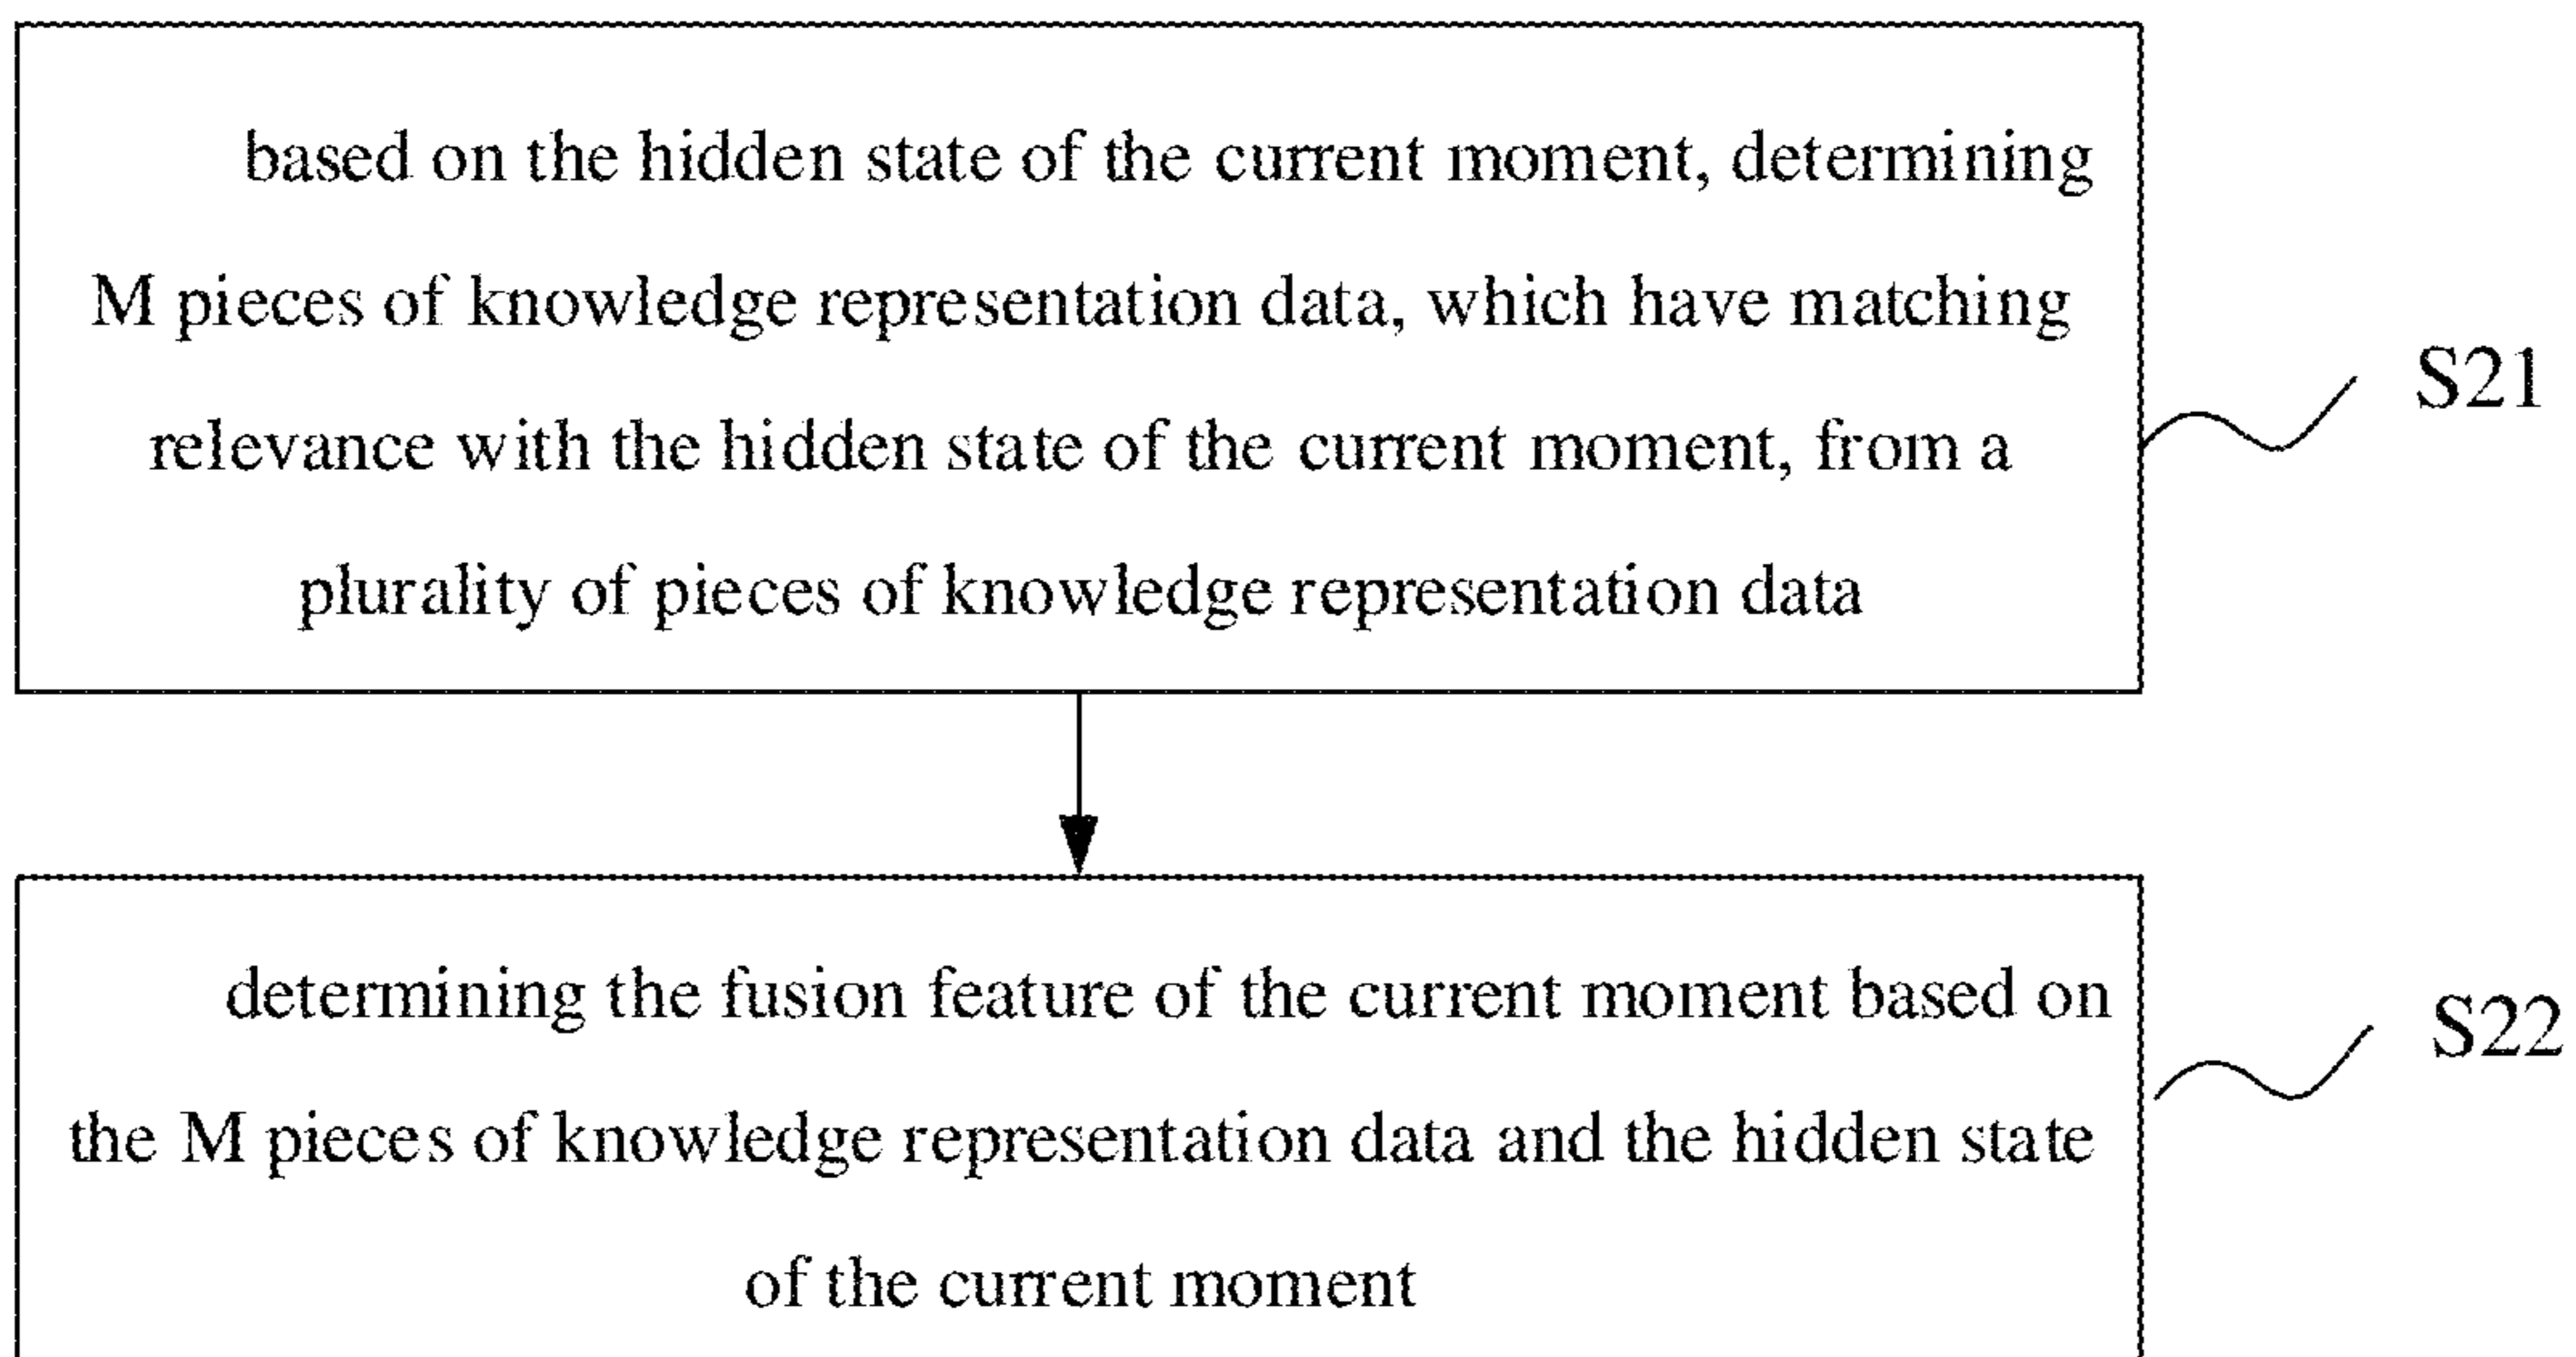 based on the hidden state of the current moment, determining
M pieces of knowledge representation data, which have matching
relevance with the hidden state of the current moment, from a
plurality of pieces of knowledge representation data
S21
determining the fusion feature of the current moment based on
the M pieces of knowledge representation data and the hidden state
of the current moment
S22